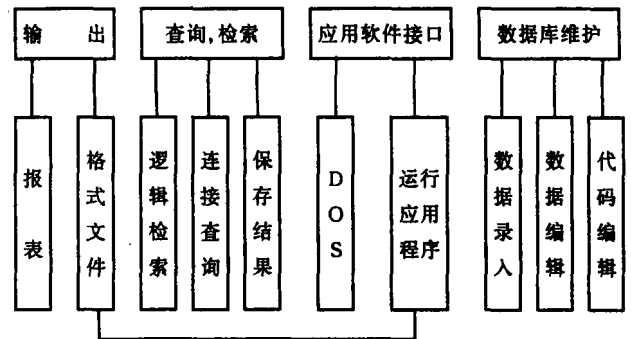 输 出
查询,检索
应用软件接口
数据库维护
报表
格式文件
逻辑检索
连接查询
保存结果
DOS
运行应用程序
数据录入
数据编辑
代码编辑